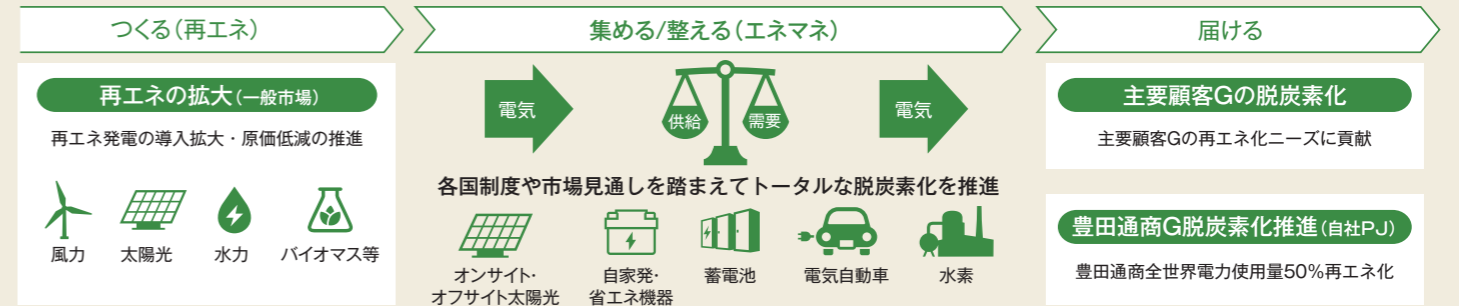 つくる（再エネ）
再エネの拡大（一般市場）
再エネ発電の導入拡大・原価低減の推進
風力
太陽光
水力
バイオマス等
集める/整える（エネマネ）
電気
供給
需要
電気
各国制度や市場見通しを踏まえてトータルな脱炭素化を推進
オンサイト・
オフサイト太陽光
自家発・
省エネ機器
蓄電池
電気自動車
水素
届ける
主要顧客Gの脱炭素化
主要顧客Gの再エネ化ニーズに貢献
豊田通商G脱炭素化推進（自社PJ）
豊田通商全世界電力使用量50%再エネ化